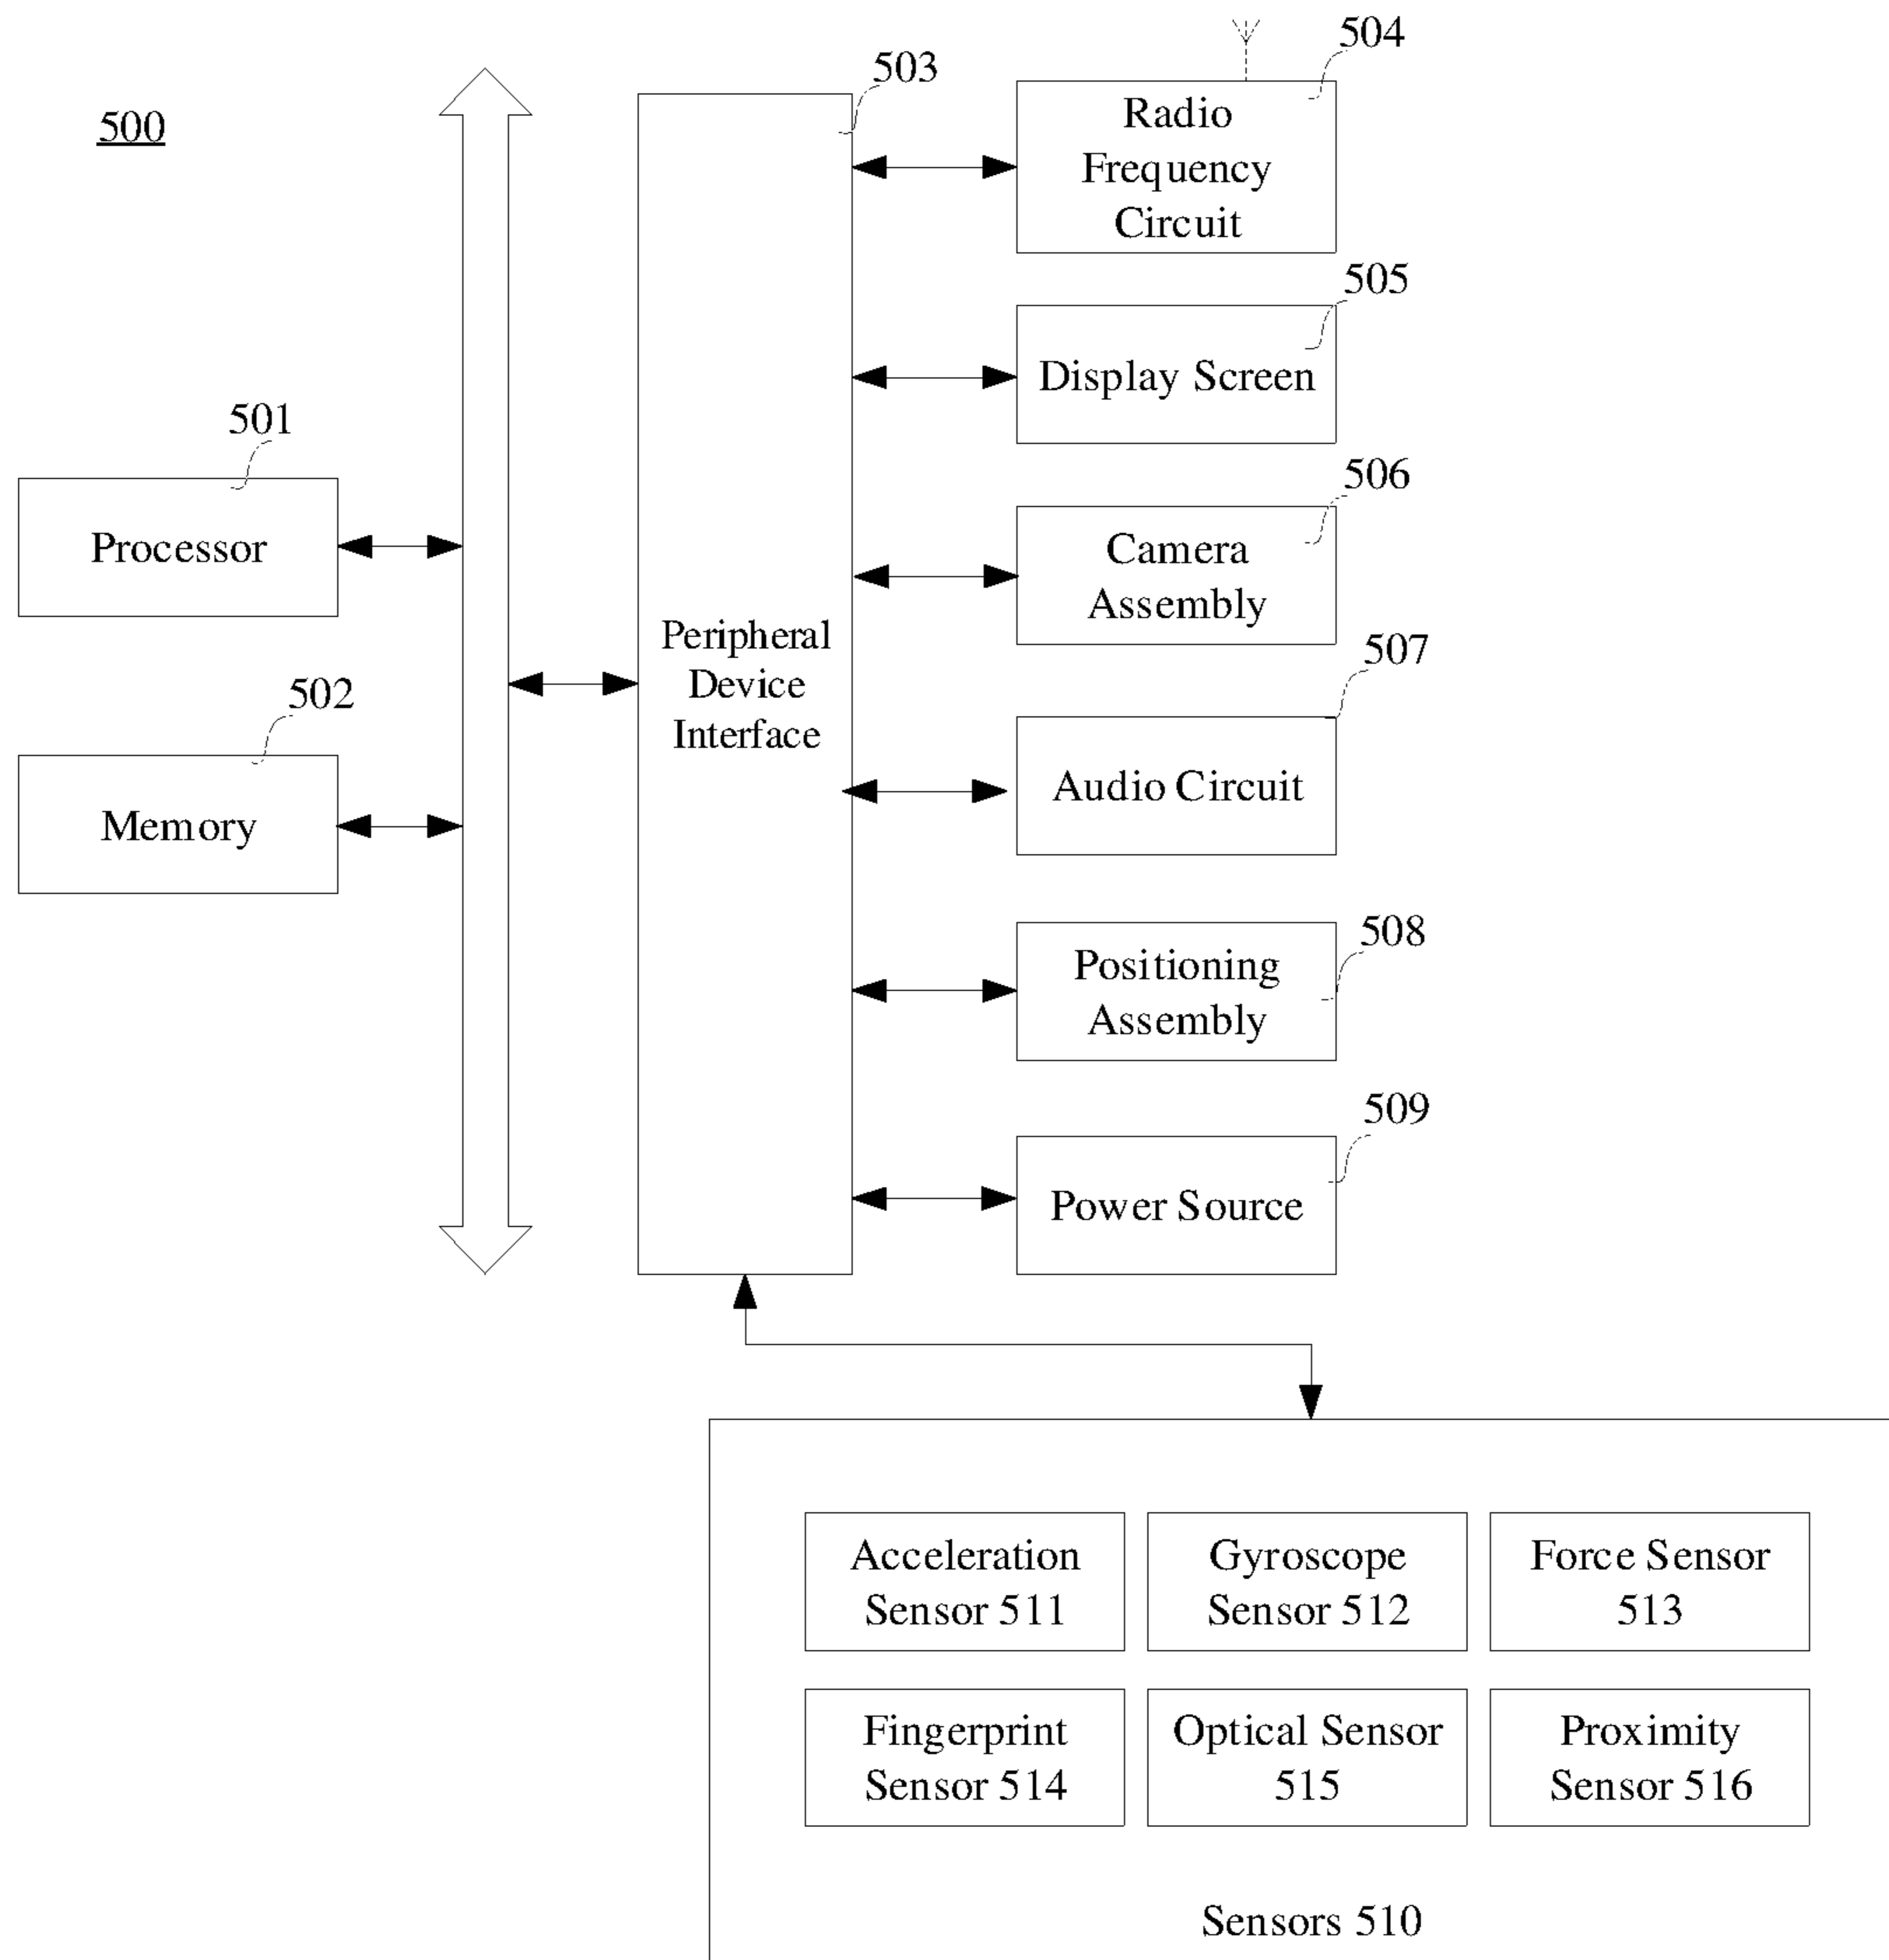 500
501
Processor
502
Memory
503
Peripheral
Device
Interface
504
Radio
Frequency
Circuit
505
Display Screen
506
Camera
Assembly
507
Audio Circuit
508
Positioning
Assembly
509
Power Source
Acceleration
Sensor 511
Gyroscope
Sensor 512
Force Sensor
513
Fingerprint
Sensor 514
Optical Sensor
515
Proximity
Sensor 516
Sensors 510